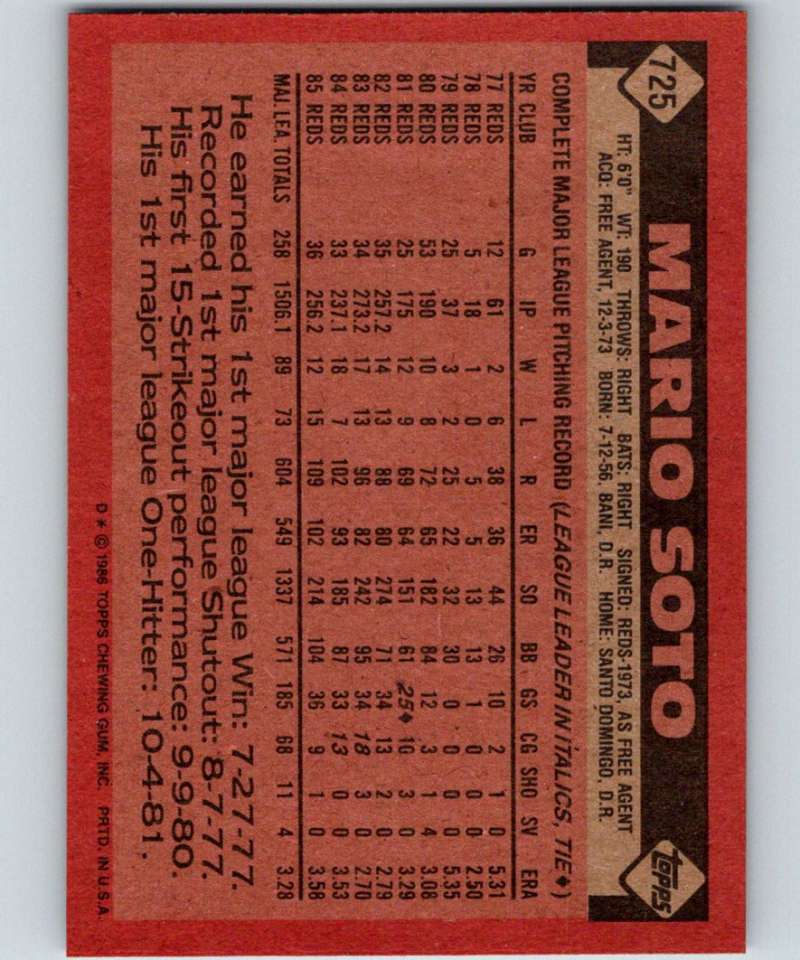 725 MARIO SOTO TOPPS
HT: 6'0" WT: 190 THROWS: RIGHT BATS: RIGHT SIGNED: REDS-1973, AS FREE AGENT
ACQ: FREE AGENT, 12-3-73 BORN: 7-12-56, BANI, D.R. HOME: SANTO DOMINGO, D.R.
COMPLETE MAJOR LEAGUE PITCHING RECORD (LEAGUE LEADER IN ITALICS, TIE ♦)
YR CLUB G IP W L R ER SO BB GS CG SHO SV ERA
77 REDS 12 61 2 6 38 36 44 26 10 2 1 0 5.31
78 REDS 5 18 1 0 5 5 13 13 1 0 0 0 2.50
79 REDS 25 37 3 2 25 22 32 30 0 0 0 0 5.35
80 REDS 53 190 10 8 72 65 182 84 12 3 1 4 3.08
81 REDS 25 175 12 9 69 64 151 61 25♦ 10 3 0 3.29
82 REDS 35 257.2 14 13 88 80 274 71 34 13 2 0 2.79
83 REDS 34 273.2 17 13 96 82 242 95 34 18 3 0 2.70
84 REDS 33 237.1 18 7 102 93 185 87 33 13 0 0 3.53
85 REDS 36 256.2 12 15 109 102 214 104 36 9 1 0 3.58
MAJ. LEA. TOTALS 258 1506.1 89 73 604 549 1337 571 185 68 11 4 3.28
He earned his 1st major league Win: 7-27-77.
Recorded 1st major league Shutout: 8-7-77.
His first 15-Strikeout performance: 9-9-80.
His 1st major league One-Hitter: 10-4-81.
D* © 1986 TOPPS CHEWING GUM, INC. PRTD. IN U.S.A.